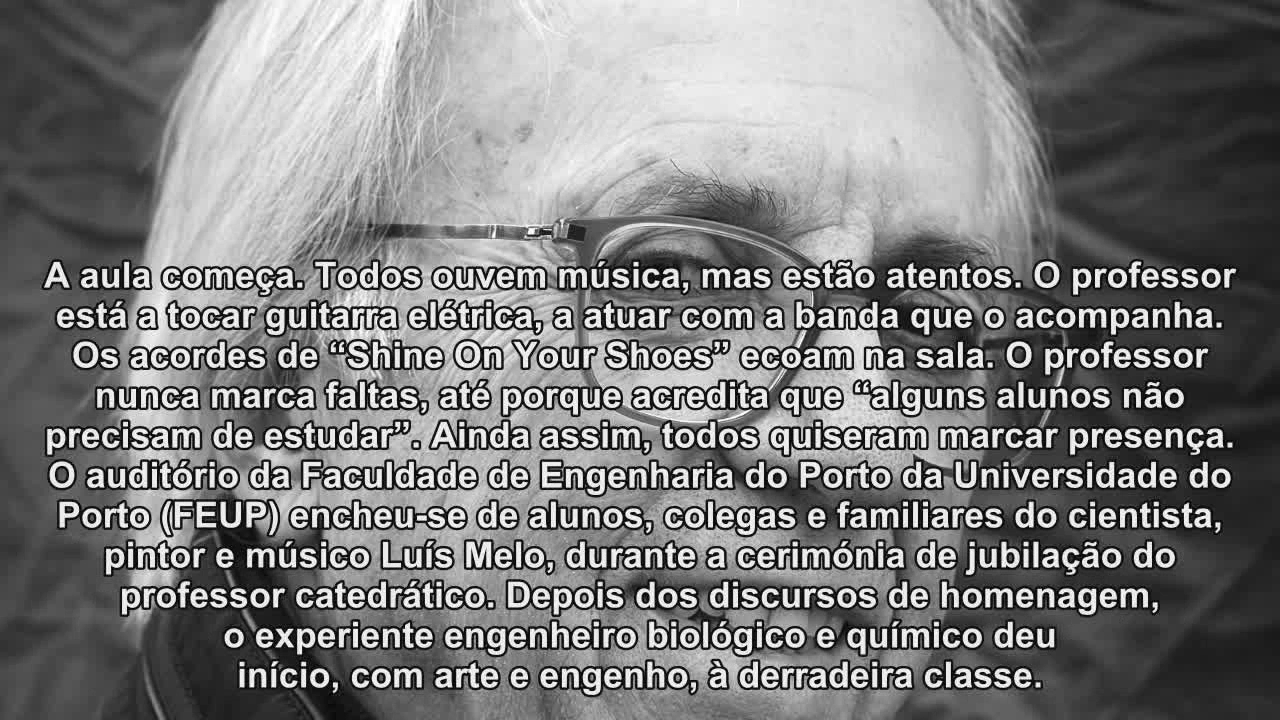 A aula começa. Todos ouvem música, mas estão atentos. O professor
está a tocar guitarra elétrica, a atuar com a banda que o acompanha.
Os acordes de “Shine On Your Shoes” ecoam na sala. O professor
nunca marca faltas, até porque acredita que “alguns alunos não
precisam de estudar”. Ainda assim, todos quiseram marcar presença.
O auditório da Faculdade de Engenharia do Porto da Universidade do
Porto (FEUP) encheu-se de alunos, colegas e familiares do cientista,
pintor e músico Luís Melo, durante a cerimónia de jubilação do
professor catedrático. Depois dos discursos de homenagem,
o experiente engenheiro biológico e químico deu
início, com arte e engenho, à derradeira classe.